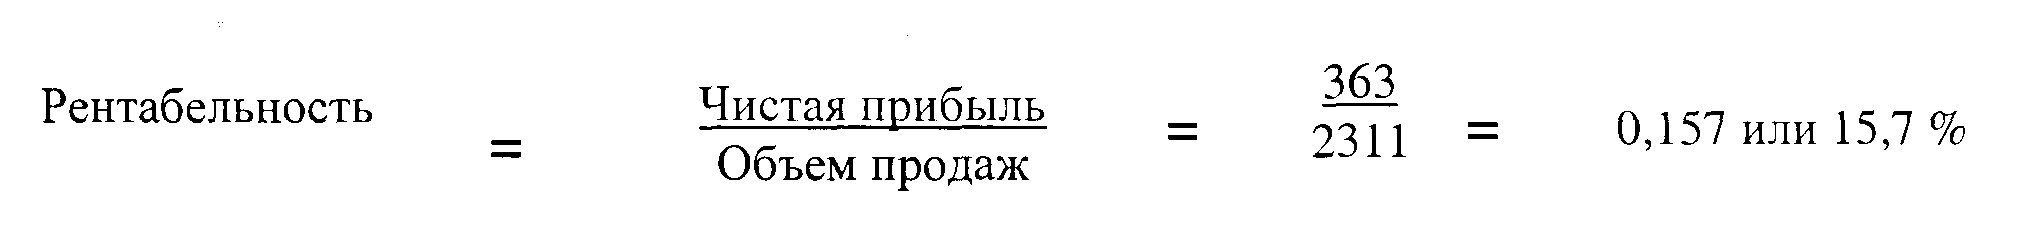 Рентабельность = Чистая прибыль / Объем продаж = 363 / 2311 = 0,157 или 15,7 %